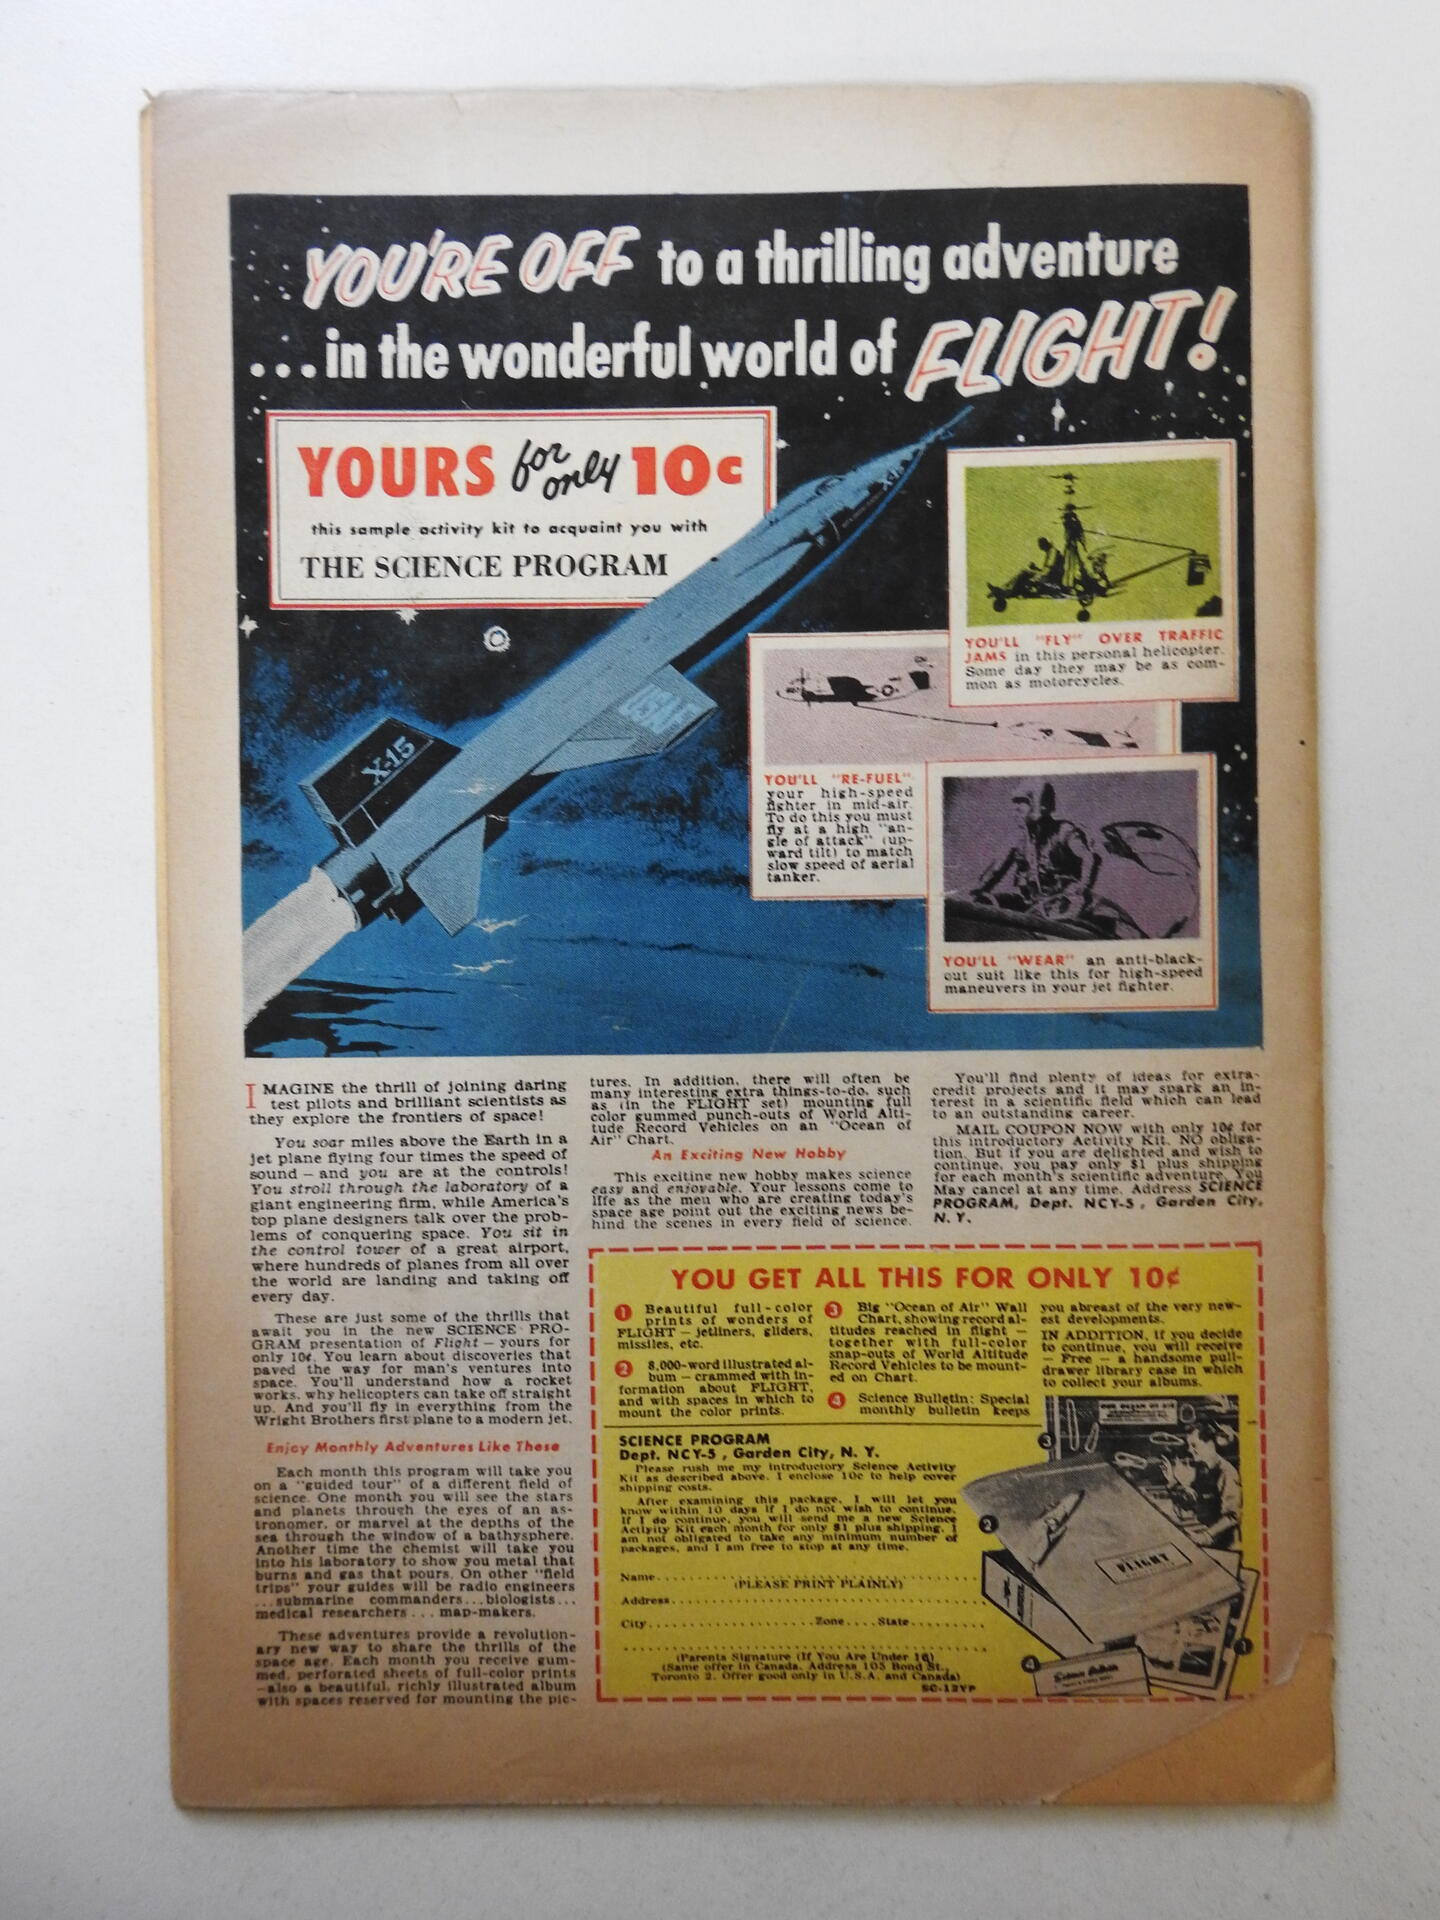 YOU'RE OFF to a thrilling adventure
...in the wonderful world of FLIGHT!
YOURS for only 10c
this sample activity kit to acquaint you with
THE SCIENCE PROGRAM
X-15
USAF
YOU'LL "FLY" OVER TRAFFIC
JAMS in this personal helicopter.
Some day they may be as com-
mon as motorcycles.
YOU'LL "RE-FUEL"
your high-speed
fighter in mid-air.
To do this you must
fly at a high "an-
gle of attack" (up-
ward tilt) to match
slow speed of aerial
tanker.
YOU'LL "WEAR" an anti-black-
out suit like this for high-speed
maneuvers in your jet fighter.
IMAGINE the thrill of joining daring
test pilots and brilliant scientists as
they explore the frontiers of space!
You soar miles above the Earth in a
jet plane flying four times the speed of
sound — and you are at the controls!
You stroll through the laboratory of a
giant engineering firm, while America's
top plane designers talk over the prob-
lems of conquering space. You sit in
the control tower of a great airport,
where hundreds of planes from all over
the world are landing and taking off
every day.
These are just some of the thrills that
await you in the new SCIENCE PRO-
GRAM presentation of Flight — yours for
only 10¢. You learn about discoveries that
paved the way for man's ventures into
space. You'll understand how a rocket
works, why helicopters can take off straight
up. And you'll fly in everything from the
Wright Brothers first plane to a modern jet.
Enjoy Monthly Adventures Like These
Each month this program will take you
on a "guided tour" of a different field of
science. One month you will see the stars
and planets through the eyes of an as-
tronomer, or marvel at the depths of the
sea through the window of a bathysphere.
Another time the chemist will take you
into his laboratory to show you metal that
burns and gas that pours. On other "field
trips" your guides will be radio engineers
...submarine commanders...biologists...
medical researchers...map-makers.
These adventures provide a revolution-
ary new way to share the thrills of the
space age. Each month you receive gum-
med, perforated sheets of full-color prints
—also a beautiful, richly illustrated album
with spaces reserved for mounting the pic-
tures. In addition, there will often be
many interesting extra things-to-do, such
as (in the FLIGHT set) mounting full
color gummed punch-outs of World Alti-
tude Record Vehicles on an "Ocean of
Air" Chart.
An Exciting New Hobby
This exciting new hobby makes science
easy and enjoyable. Your lessons come to
life as the men who are creating today's
space age point out the exciting news be-
hind the scenes in every field of science.
You'll find plenty of ideas for extra-
credit projects and it may spark an in-
terest in a scientific field which can lead
to an outstanding career.
MAIL COUPON NOW with only 10¢ for
this introductory Activity Kit. NO obliga-
tion. But if you are delighted and wish to
continue, you pay only $1 plus shipping
for each month's scientific adventure. You
May cancel at any time. Address SCIENCE
PROGRAM, Dept. NCY-5, Garden City,
N. Y.
YOU GET ALL THIS FOR ONLY 10¢
1 Beautiful full-color
prints of wonders of
FLIGHT — jetliners, gliders,
missiles, etc.
2 8,000-word illustrated al-
bum — crammed with in-
formation about FLIGHT,
and with spaces in which to
mount the color prints.
3 Big "Ocean of Air" Wall
Chart, showing record al-
titudes reached in flight —
together with full-color
snap-outs of World Altitude
Record Vehicles to be mount-
ed on Chart.
4 Science Bulletin: Special
monthly bulletin keeps
you abreast of the very new-
est developments.
IN ADDITION, if you decide
to continue, you will receive
— Free — a handsome pull-
drawer library case in which
to collect your albums.
SCIENCE PROGRAM
Dept. NCY-5, Garden City, N. Y.
Please rush me my introductory Science Activity
Kit as described above. I enclose 10c to help cover
shipping costs.
After examining this package, I will let you
know within 10 days if I do not wish to continue.
If I do continue, you will send me a new Science
Activity Kit each month for only $1 plus shipping. I
am not obligated to take any minimum number of
packages, and I am free to stop at any time.
Name
(PLEASE PRINT PLAINLY)
Address
City Zone State
(Parents Signature (If You Are Under 18)
(Same offer in Canada. Address 105 Bond St.,
Toronto 2. Offer good only in U.S.A. and Canada)
SC-12YP
3
OUR OCEAN OF AIR
2
FLIGHT
1
4
Science Bulletin